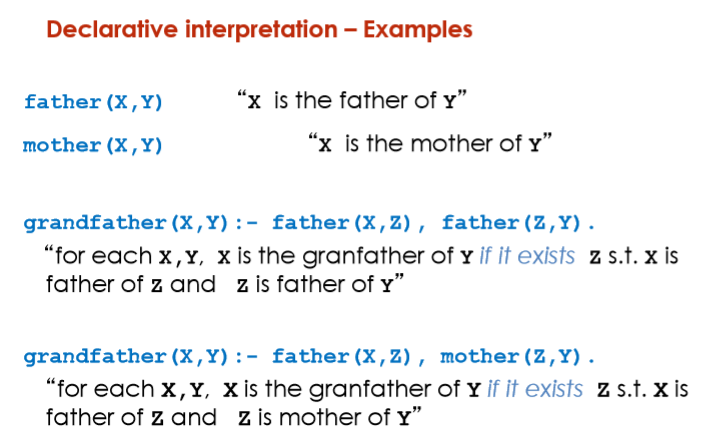 Declarative interpretation – Examples
father(X,Y) “X is the father of Y”
mother(X,Y) “X is the mother of Y”
grandfather(X,Y):- father(X,Z), father(Z,Y).
“for each X,Y, X is the granfather of Y if it exists Z s.t. X is
father of Z and Z is father of Y”
grandfather(X,Y):- father(X,Z), mother(Z,Y).
“for each X,Y, X is the granfather of Y if it exists Z s.t. X is
father of Z and Z is mother of Y”